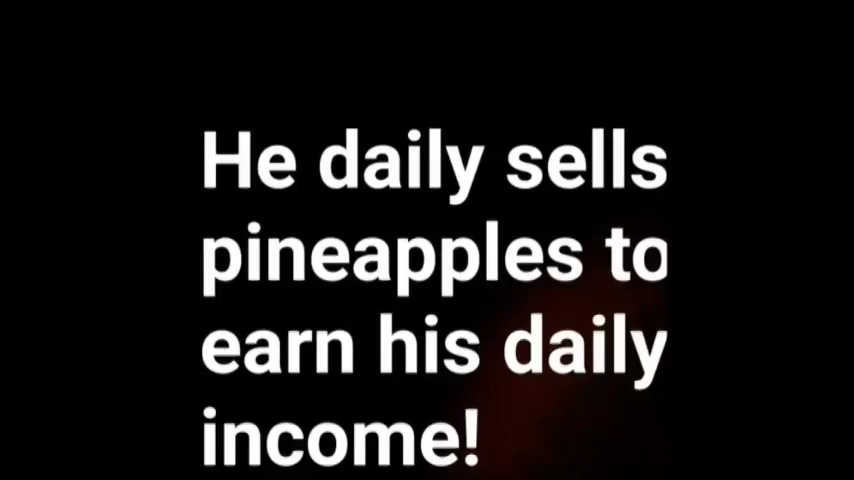 He daily sells
pineapples to
earn his daily
income!